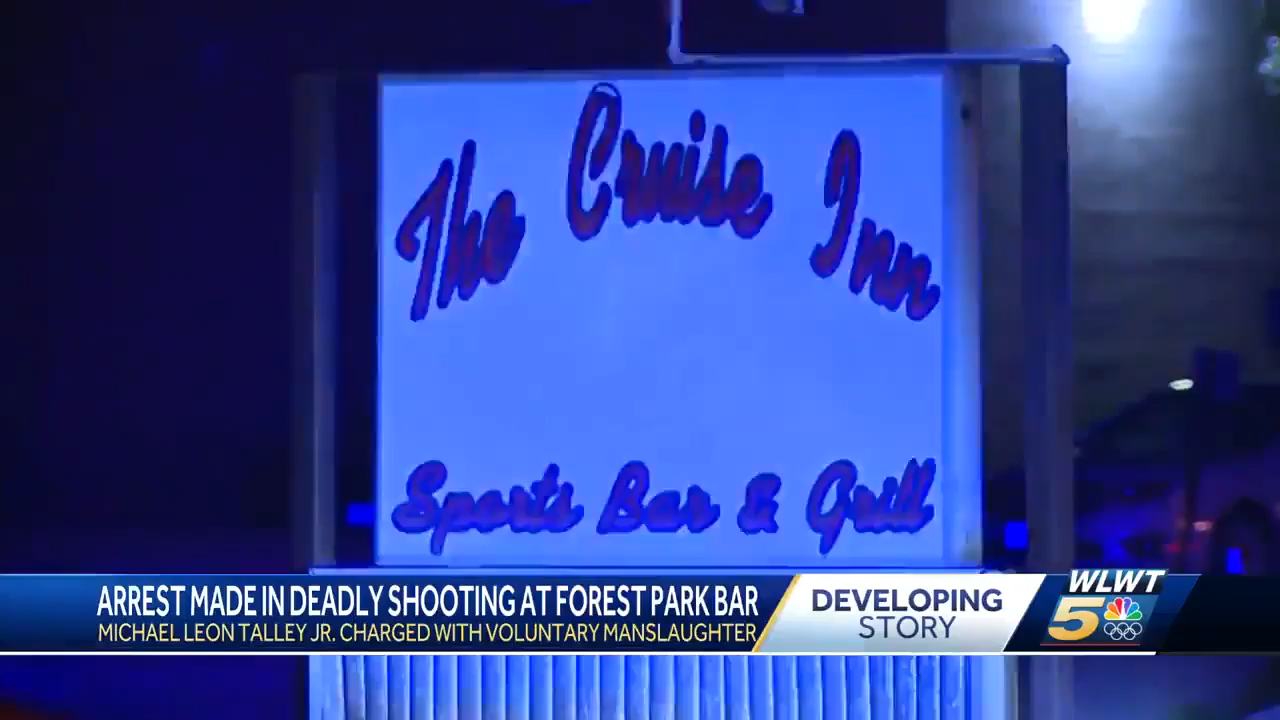 The Cruise Inn
Sports Bar & Grill
ARREST MADE IN DEADLY SHOOTING AT FOREST PARK BAR
MICHAEL LEON TALLEY JR. CHARGED WITH VOLUNTARY MANSLAUGHTER
DEVELOPING
STORY
WLWT
5